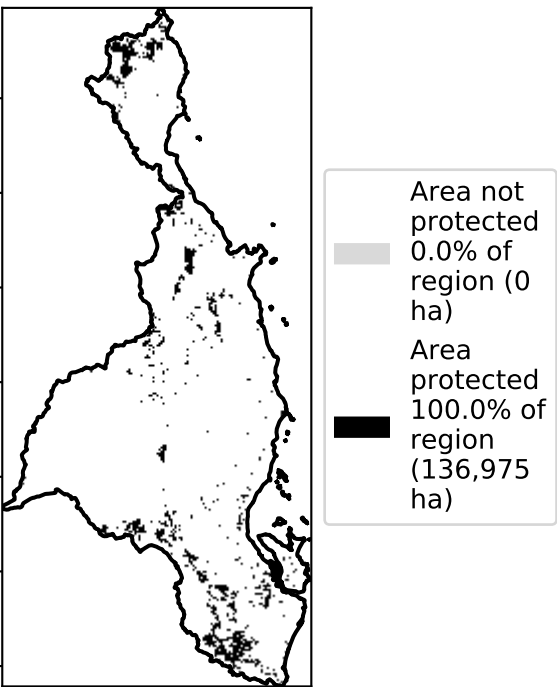 Area not
protected
0.0% of
region (0
ha)
Area
protected
100.0% of
region
(136,975
ha)